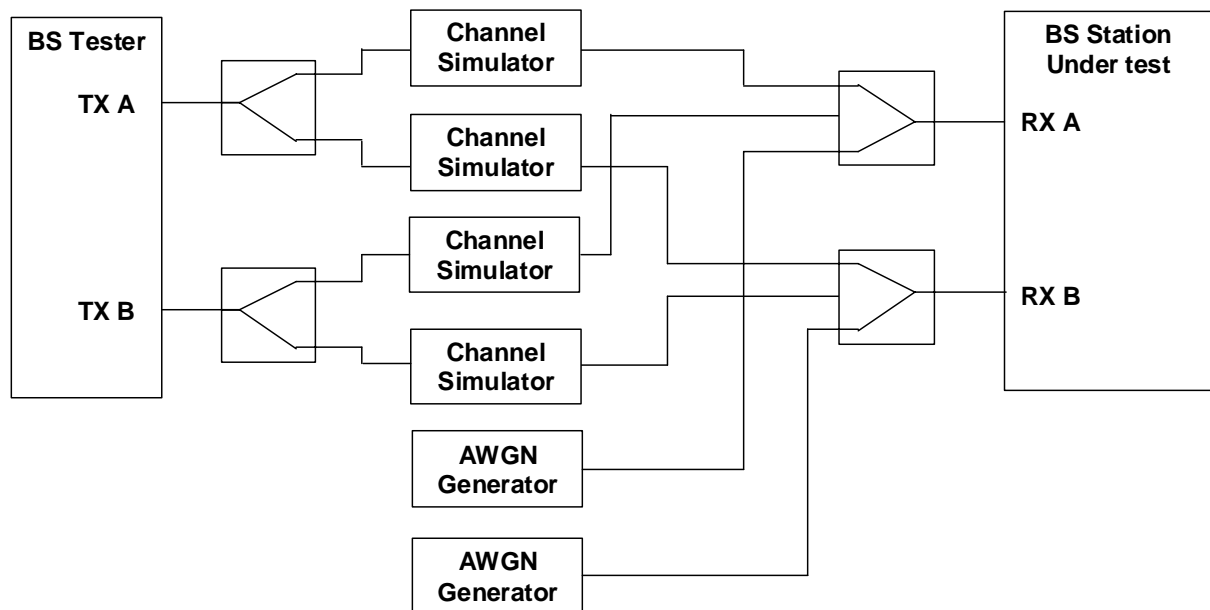 BS Tester
TX A
TX B
Channel
Simulator
Channel
Simulator
Channel
Simulator
Channel
Simulator
AWGN
Generator
AWGN
Generator
BS Station
Under test
RX A
RX B